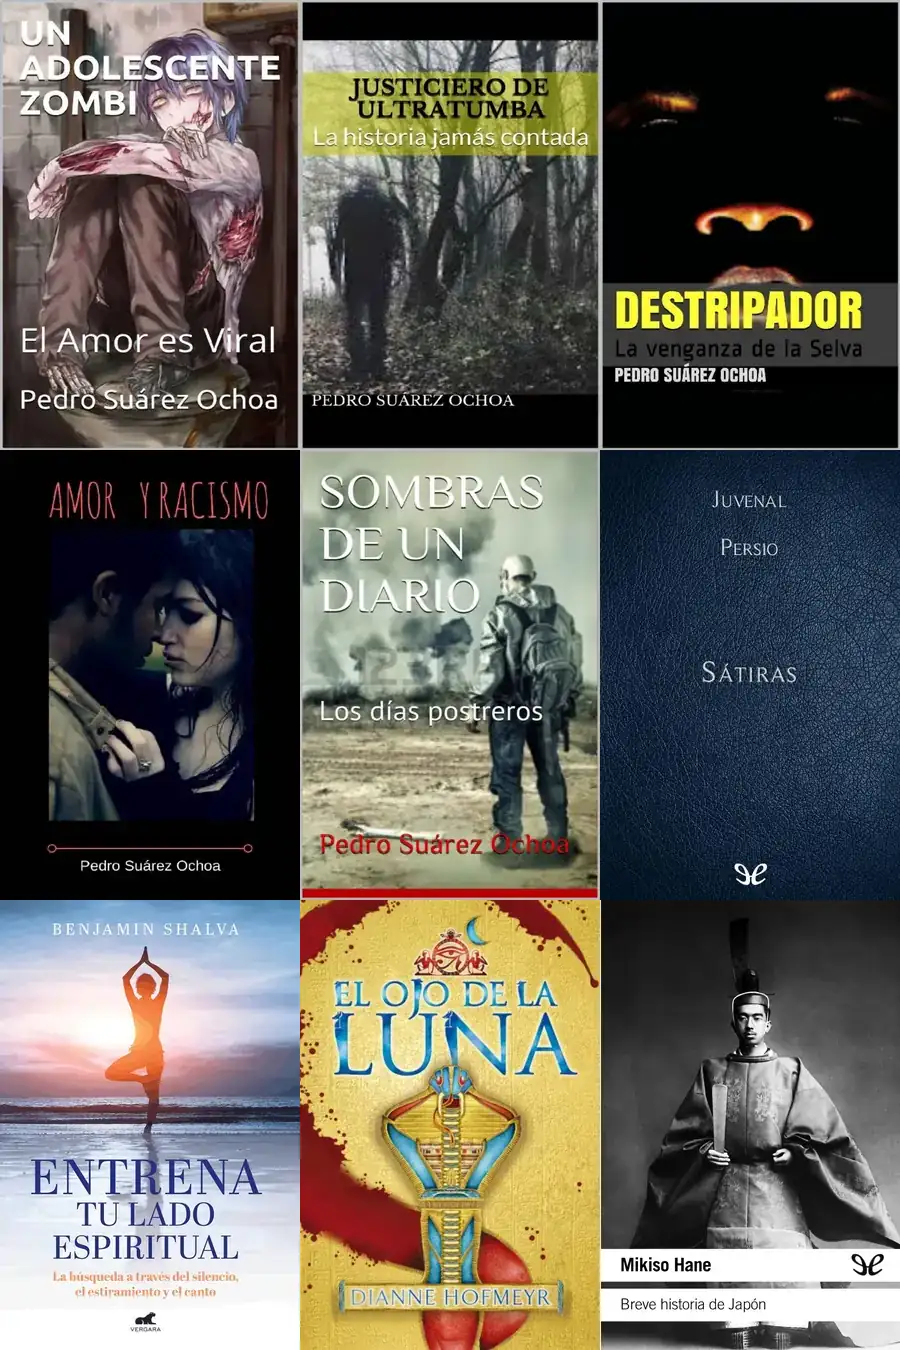 UN
ADOLESCENTE
ZOMBI
El Amor es Viral
Pedro Suárez Ochoa
JUSTICIERO DE
ULTRATUMBA
La historia jamás contada
PEDRO SUÁREZ OCHOA
DESTRIPADOR
La venganza de la Selva
PEDRO SUÁREZ OCHOA
AMOR Y RACISMO
Pedro Suárez Ochoa
SOMBRAS
DE UN
DIARIO
Los días postreros
Pedro Suárez Ochoa
JUVENAL
PERSIO
SÁTIRAS
BENJAMIN SHALVA
ENTRENA
TU LADO
ESPIRITUAL
La búsqueda a través del silencio,
el estiramiento y el canto
VERGARA
EL OJO DE LA
LUNA
DIANNE HOFMEYR
Mikiso Hane
Breve historia de Japón